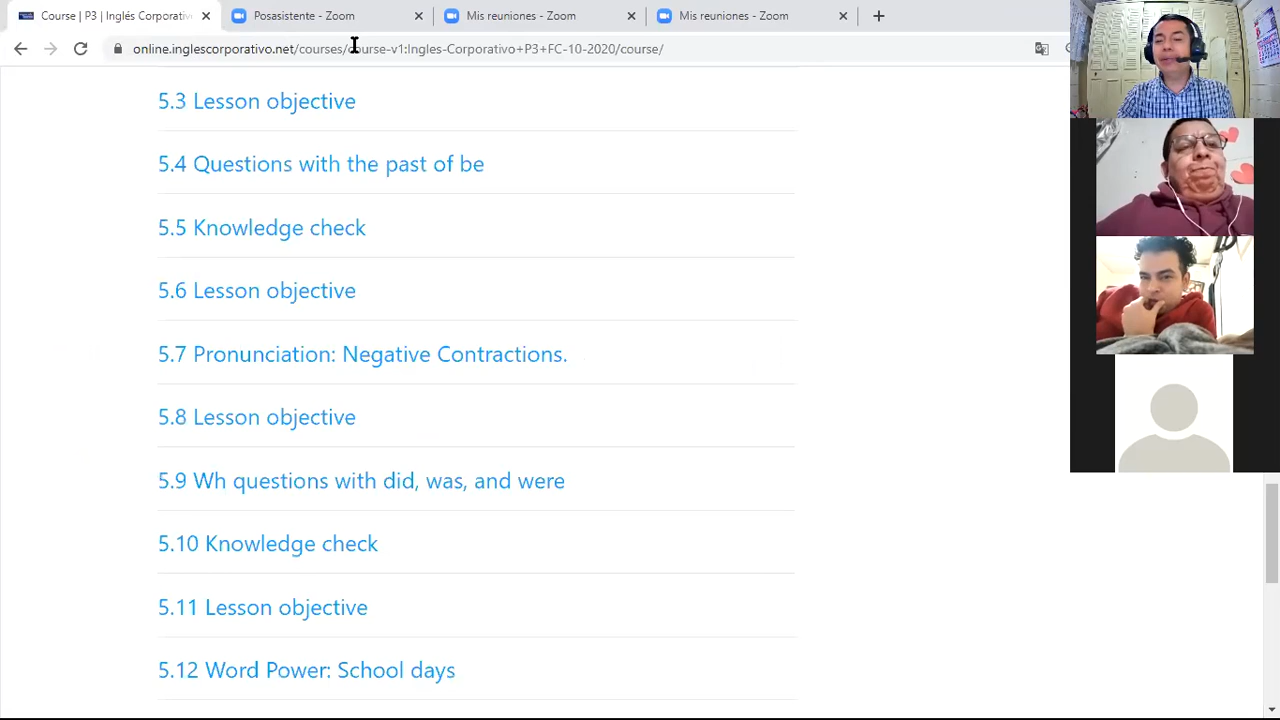 Course | P3 | Inglés Corporativ
Posasistente - Zoom
Mis reuniones - Zoom
Mis reuniones - Zoom
online.inglescorporativo.net/courses/course-v1:Ingles-Corporativo+P3+FC-10-2020/course/
5.3 Lesson objective
5.4 Questions with the past of be
5.5 Knowledge check
5.6 Lesson objective
5.7 Pronunciation: Negative Contractions.
5.8 Lesson objective
5.9 Wh questions with did, was, and were
5.10 Knowledge check
5.11 Lesson objective
5.12 Word Power: School days